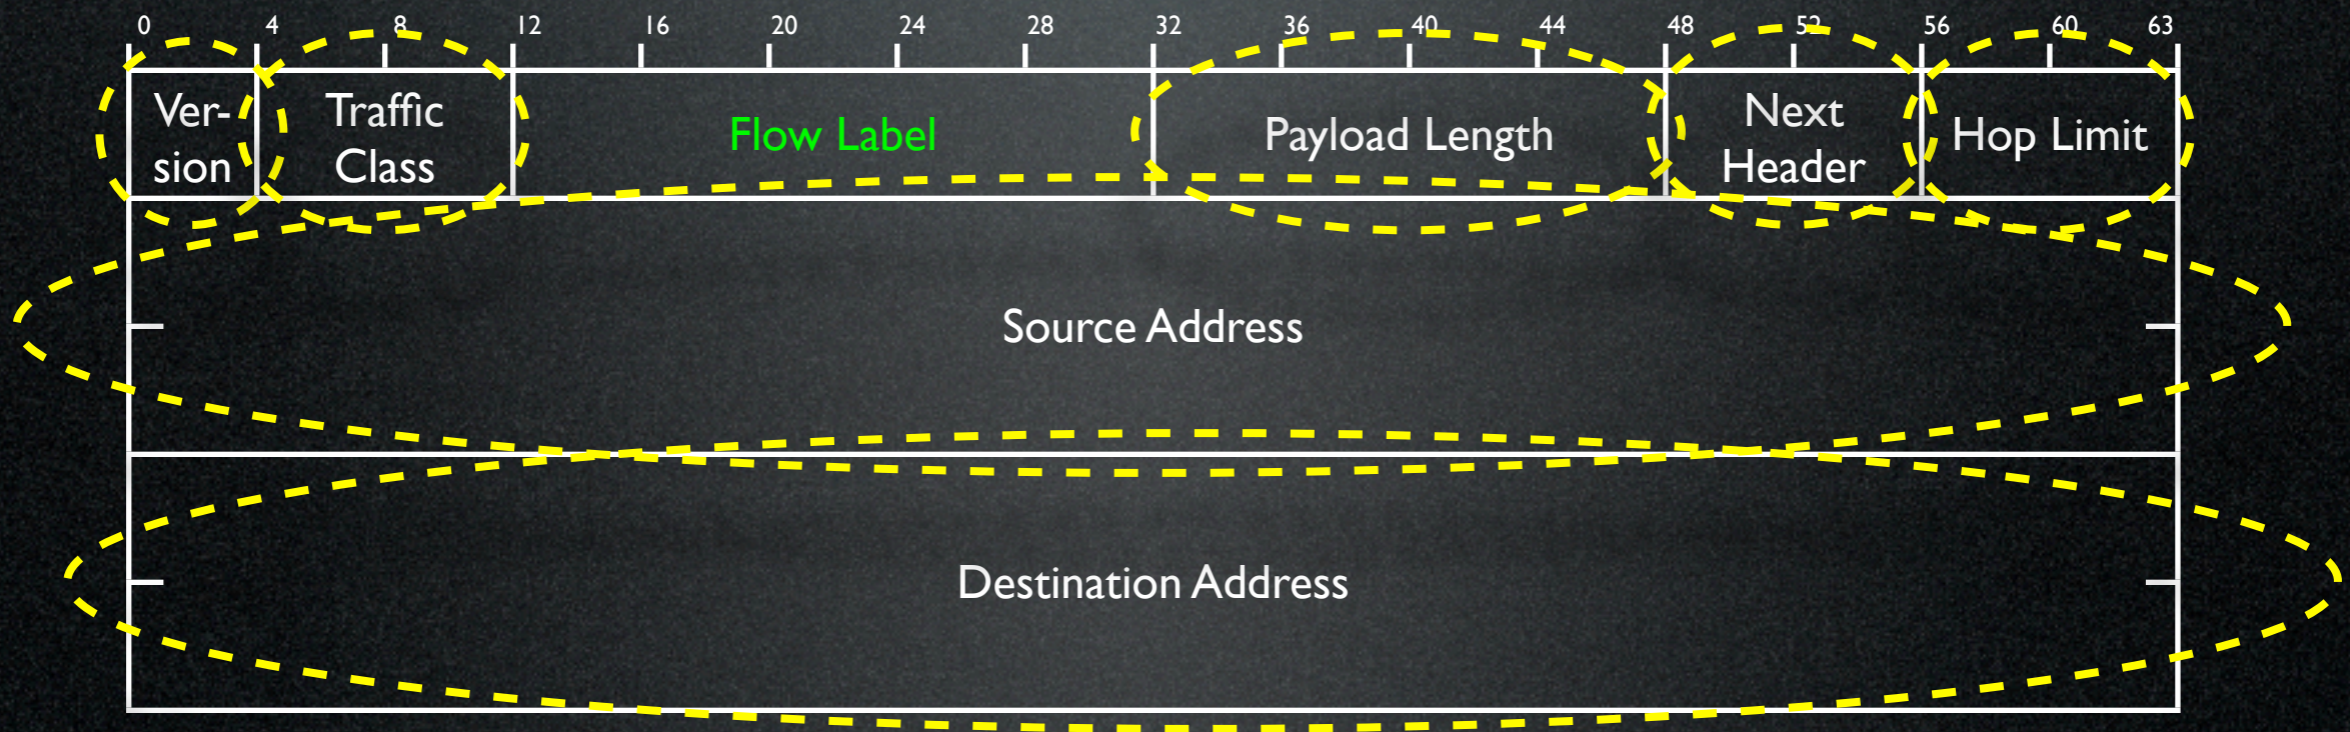 0 4 8 12 16 20 24 28 32 36 40 44 48 52 56 60 63
Ver-
sion
Traffic
Class
Flow Label
Payload Length
Next
Header
Hop Limit
Source Address
Destination Address